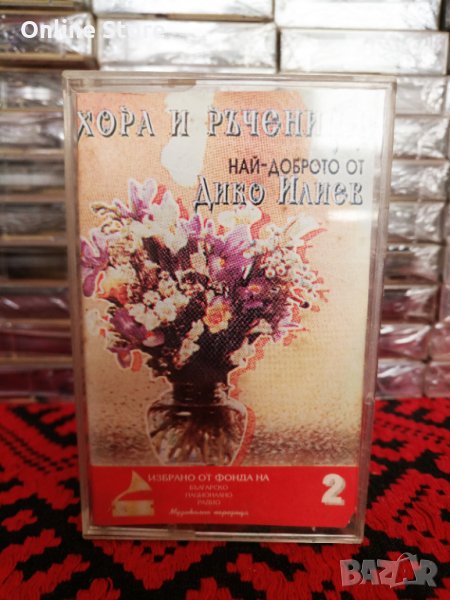 Online Store
ХОРА И РЪЧЕНИЦИ
НАЙ-ДОБРОТО ОТ
Дико Илиев
ИЗБРАНО ОТ ФОНДА НА
БЪЛГАРСКО
НАЦИОНАЛНО
РАДИО
2
BAZAR